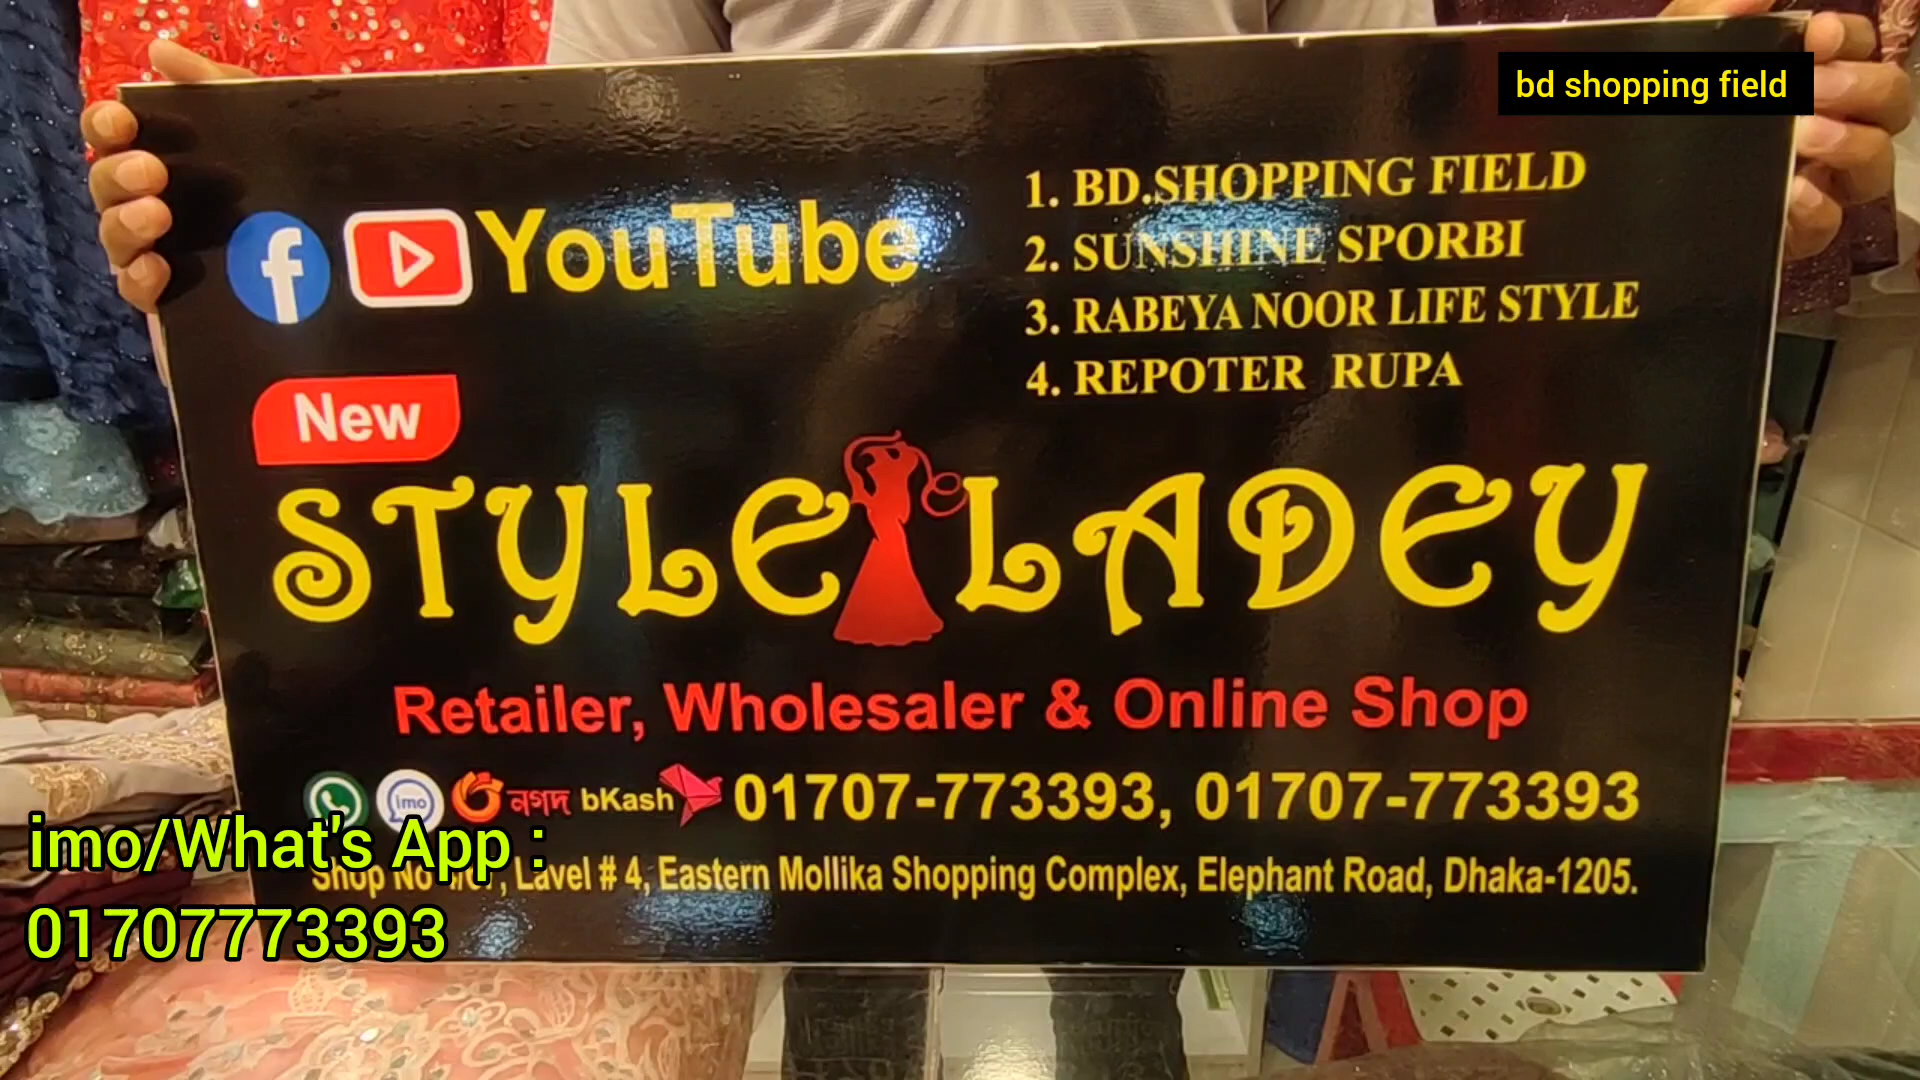 bd shopping field
f YouTube
1. BD.SHOPPING FIELD
2. SUNSHINE SPORBI
3. RABEYA NOOR LIFE STYLE
4. REPOTER RUPA
New
STYLE LADEY
Retailer, Wholesaler & Online Shop
imo নগদ bKash 01707-773393, 01707-773393
Shop No , Lavel # 4, Eastern Mollika Shopping Complex, Elephant Road, Dhaka-1205.
imo/What's App :
01707773393